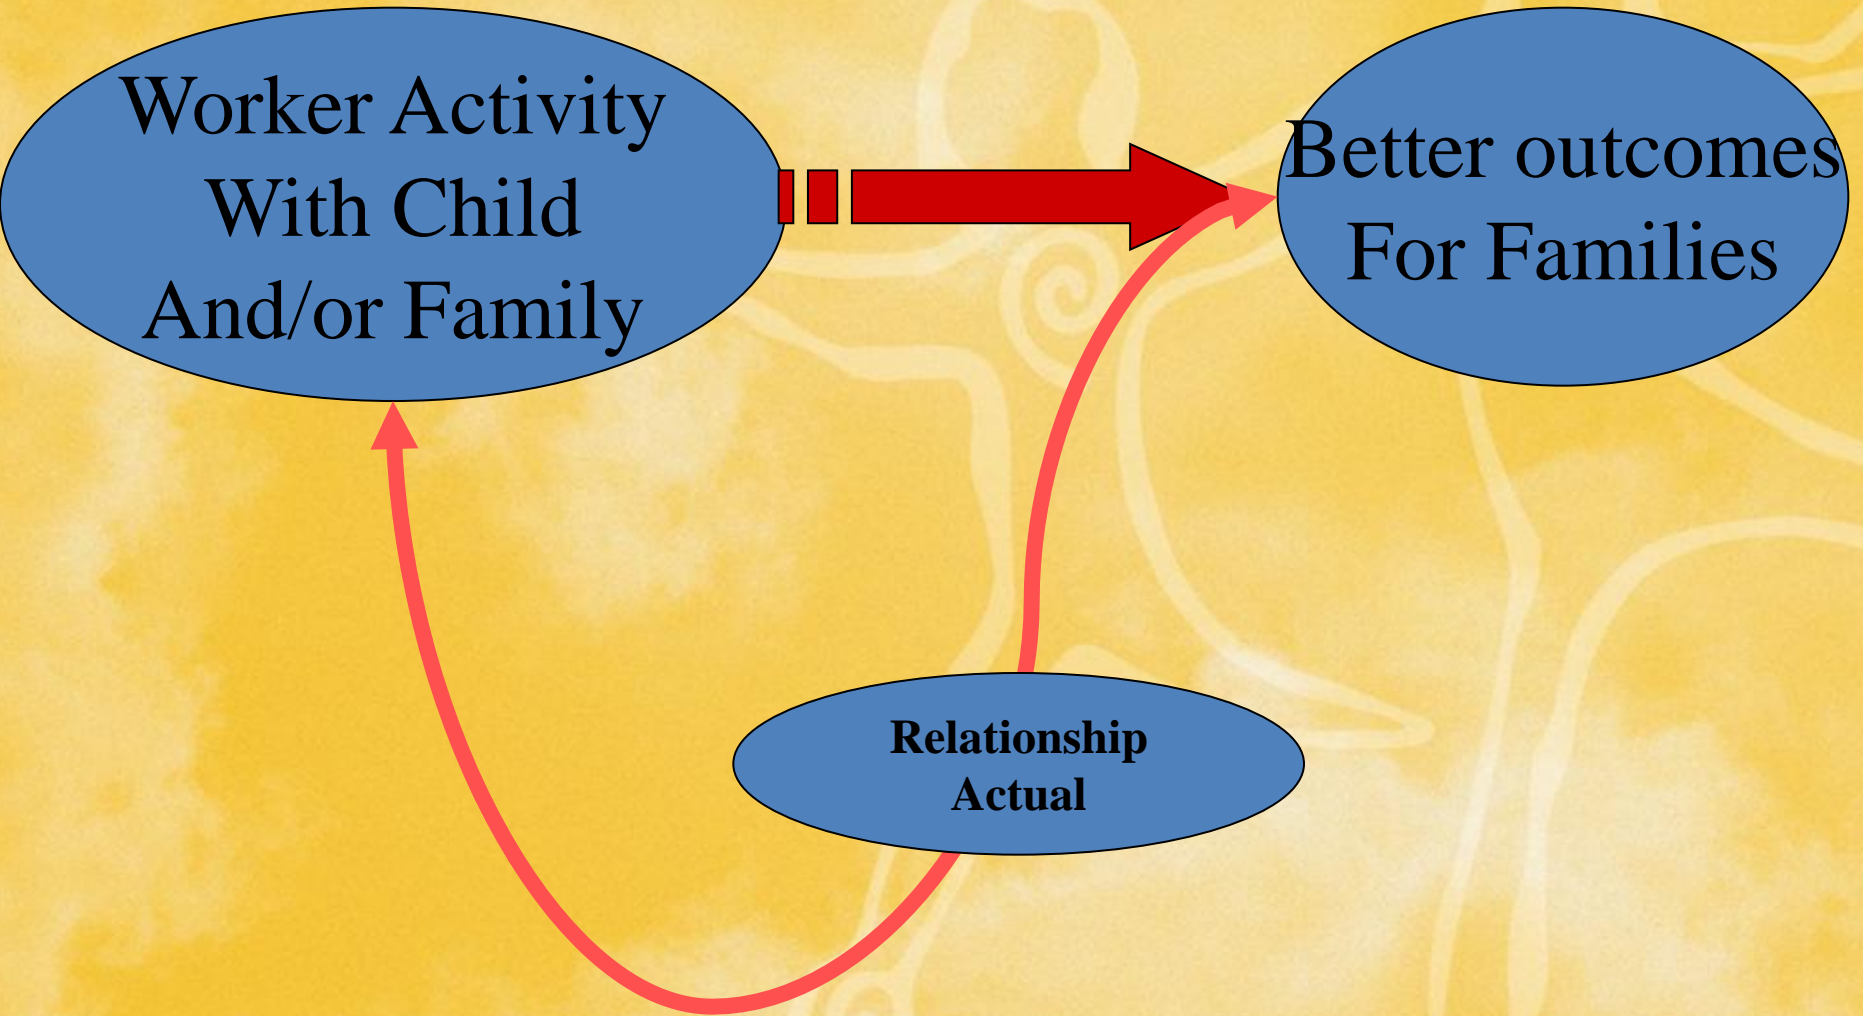 Worker Activity
With Child
And/or Family
Better outcomes
For Families
Relationship
Actual